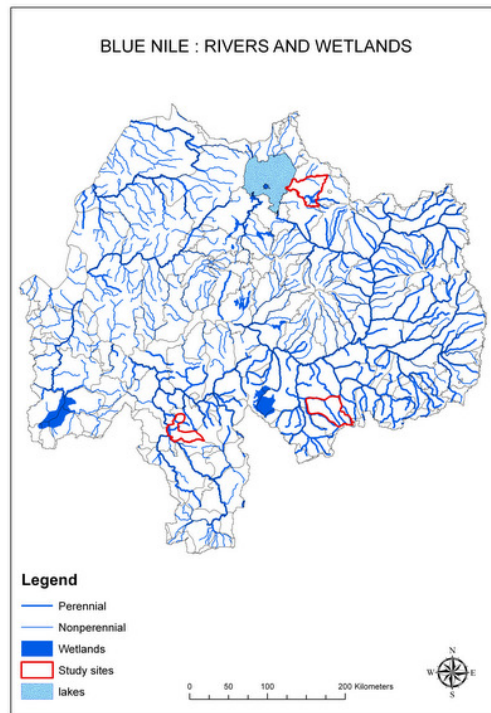 BLUE NILE : RIVERS AND WETLANDS
Legend
Perennial
Nonperennial
Wetlands
Study sites
lakes
0 50 100 200 Kilometers
N
W E
S